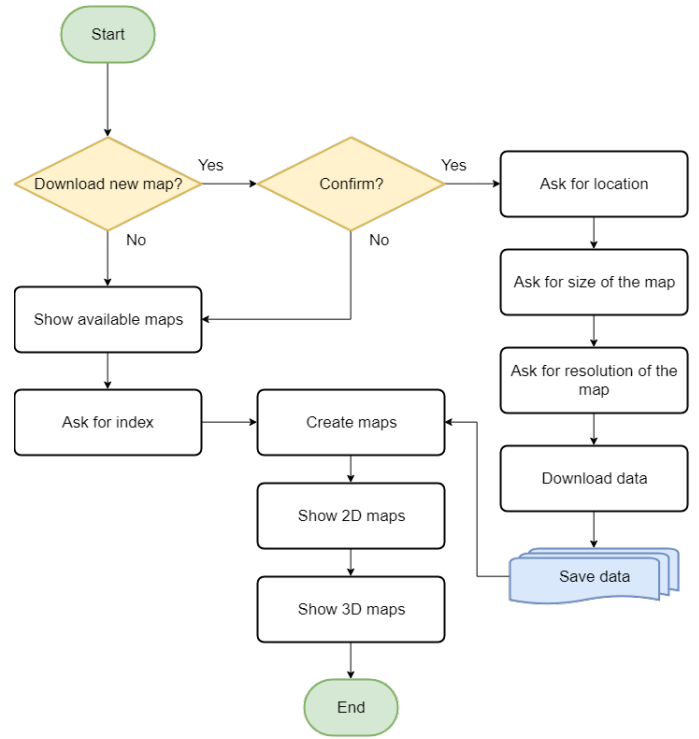 Start
Download new map?
Yes
Confirm?
Yes
Ask for location
No
No
Ask for size of the map
Show available maps
Ask for resolution of the
map
Ask for index
Create maps
Download data
Show 2D maps
Save data
Show 3D maps
End